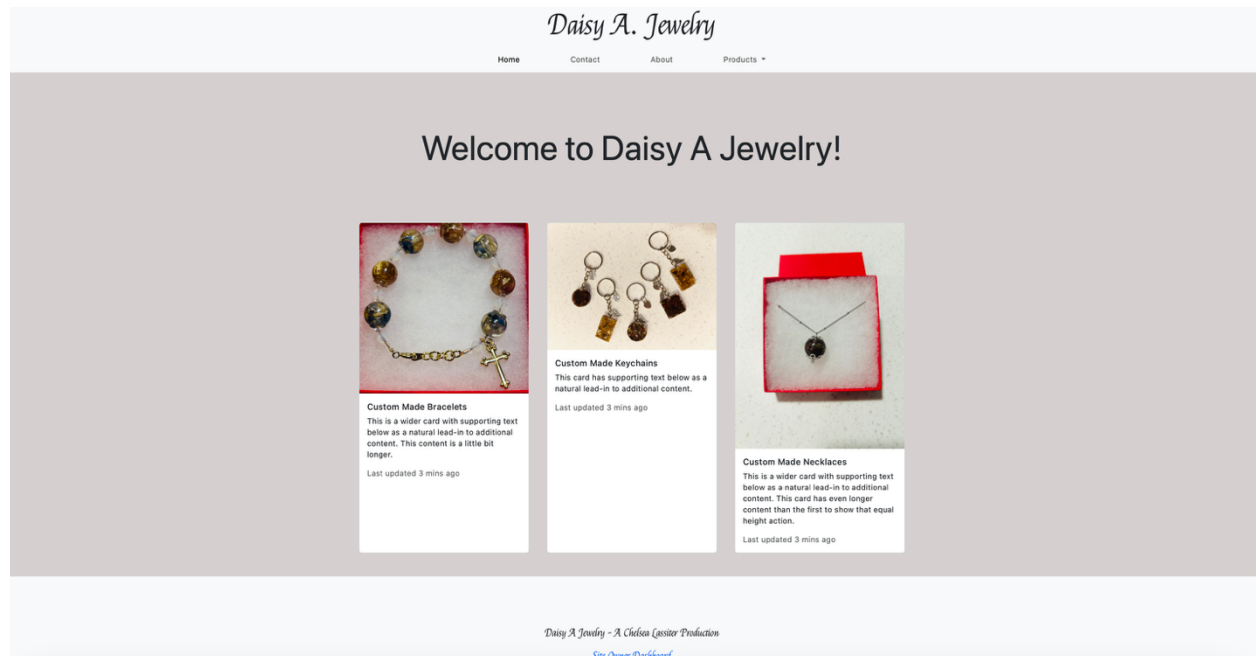 Daisy A. Jewelry
Home Contact About Products
Welcome to Daisy A Jewelry!
Custom Made Bracelets
This is a wider card with supporting text
below as a natural lead-in to additional
content. This content is a little bit
longer.
Last updated 3 mins ago
Custom Made Keychains
This card has supporting text below as a
natural lead-in to additional content.
Last updated 3 mins ago
Custom Made Necklaces
This is a wider card with supporting text
below as a natural lead-in to additional
content. This card has even longer
content than the first to show that equal
height action.
Last updated 3 mins ago
Daisy A Jewelry - A Chelsea Lassiter Production
Site Owner Dashboard